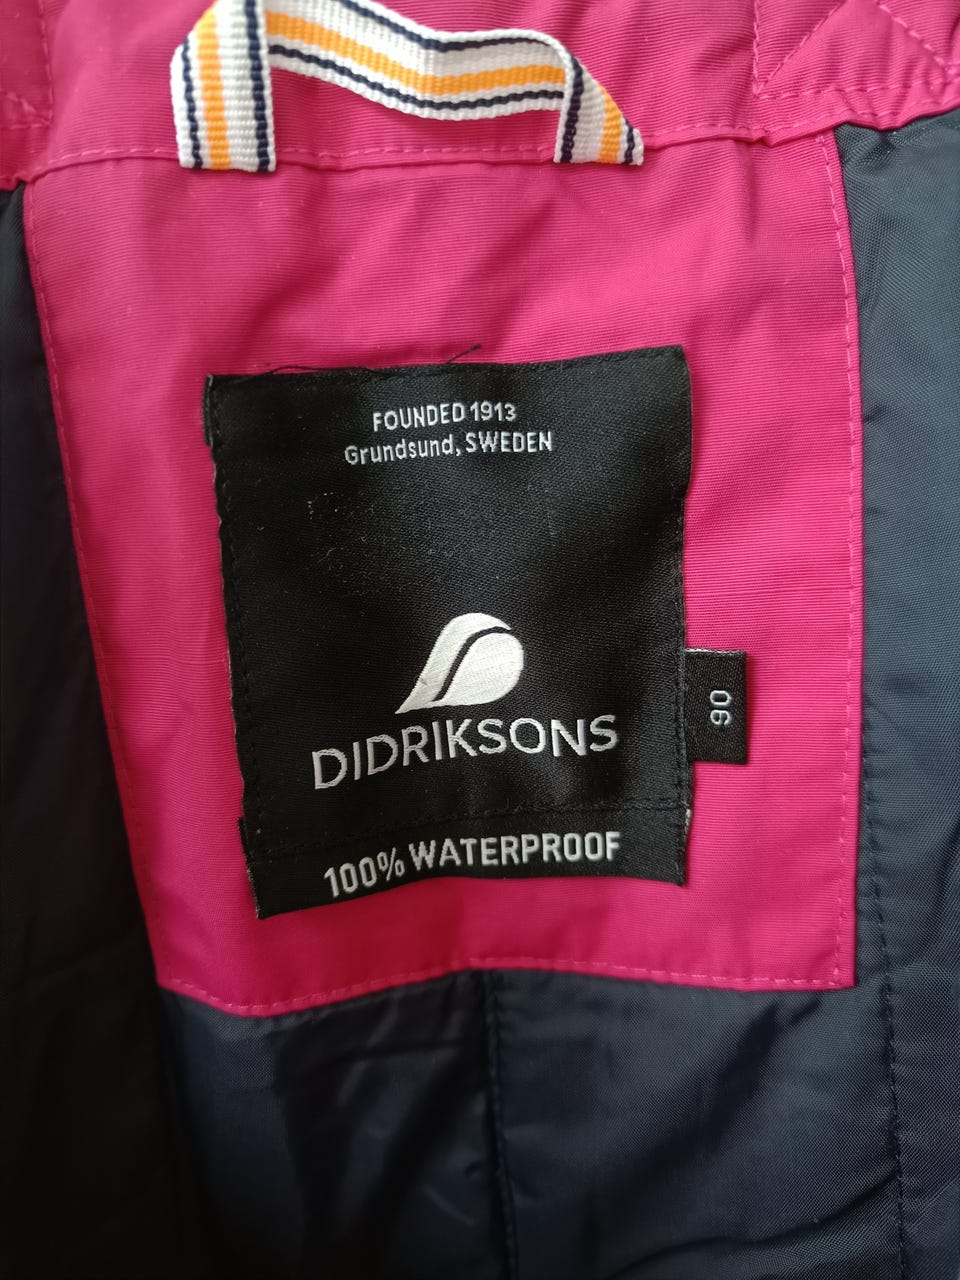 FOUNDED 1913
Grundsund, SWEDEN
DIDRIKSONS
90
100% WATERPROOF